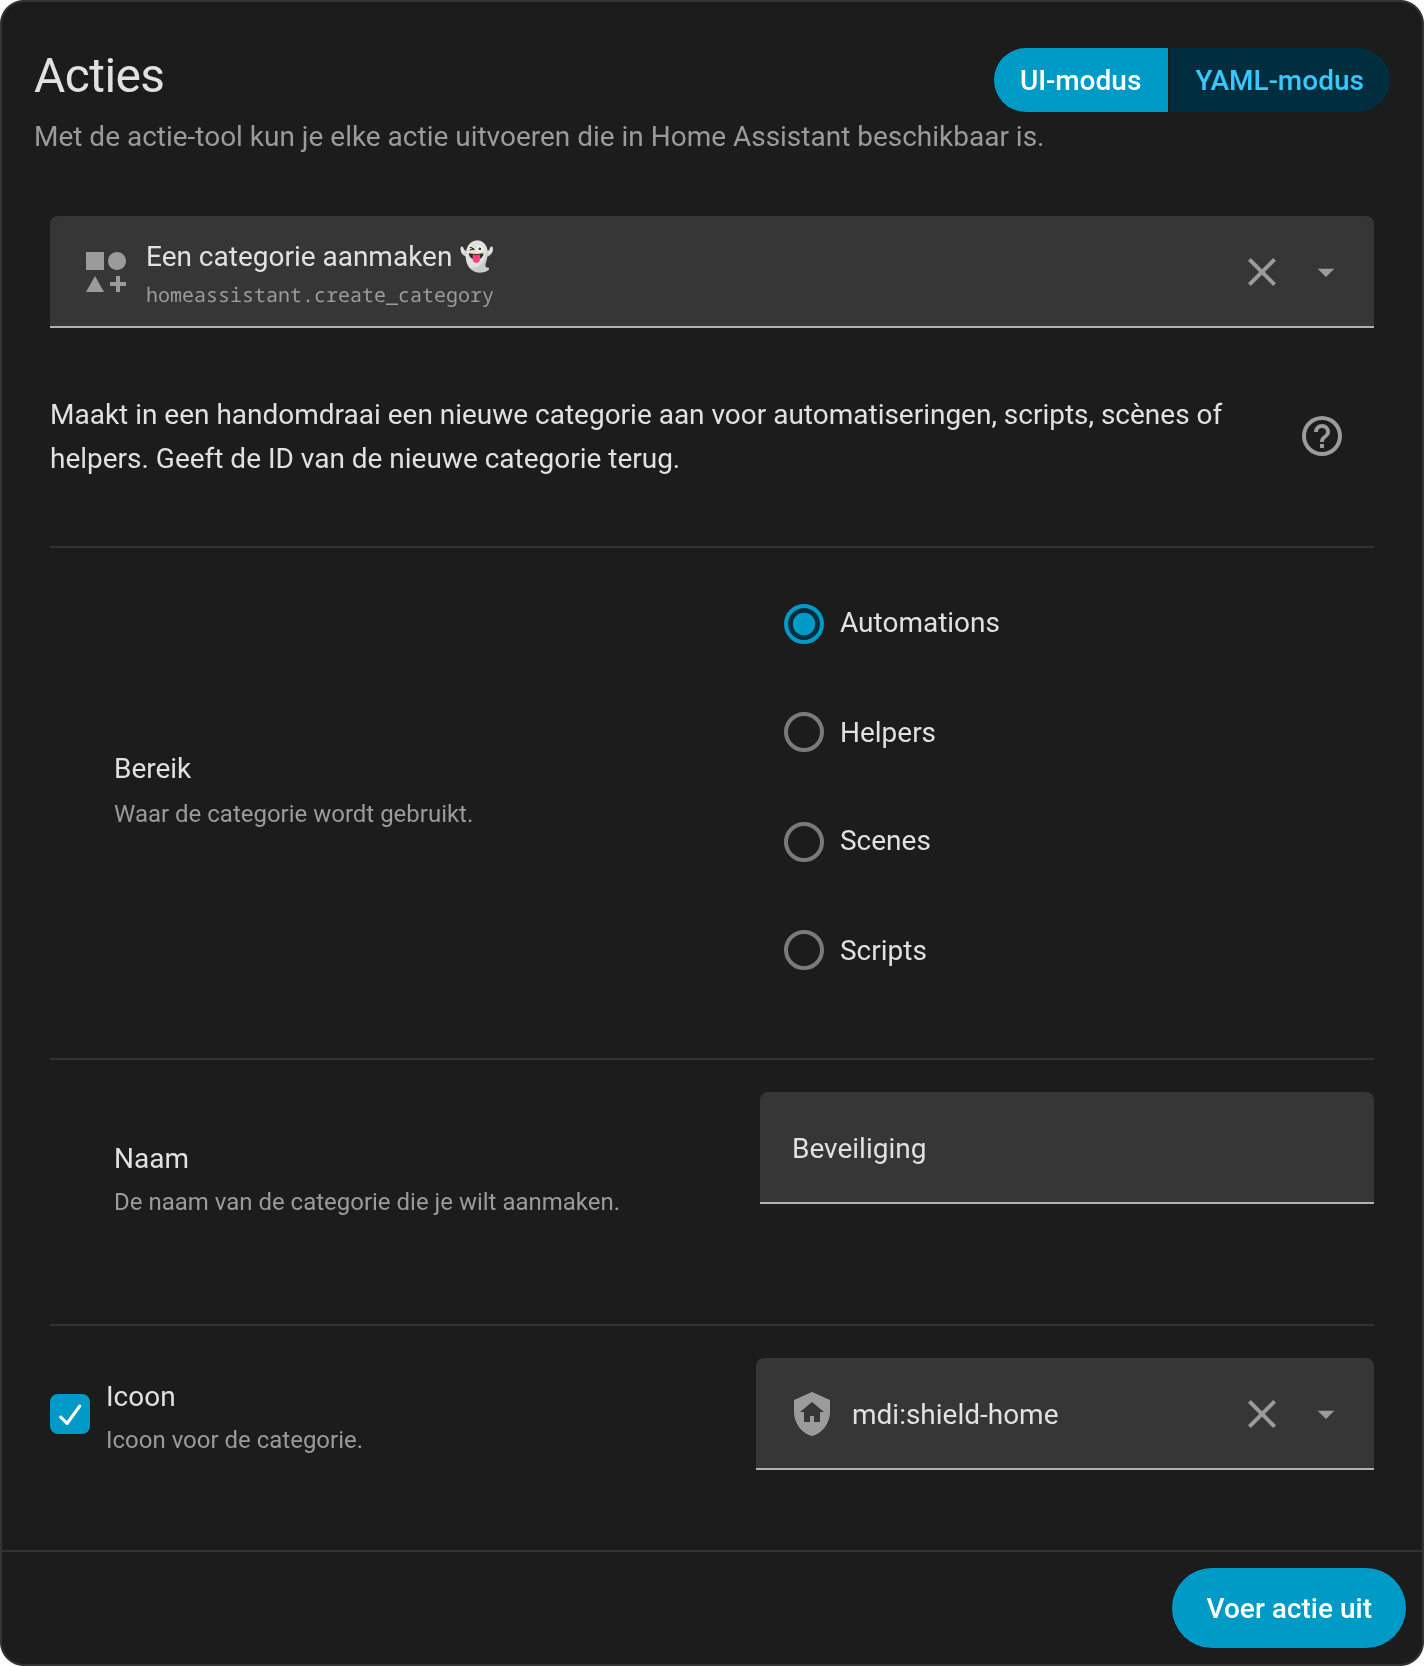 Acties
UI-modus
YAML-modus
Met de actie-tool kun je elke actie uitvoeren die in Home Assistant beschikbaar is.
Een categorie aanmaken 👻
homeassistant.create_category
Maakt in een handomdraai een nieuwe categorie aan voor automatiseringen, scripts, scènes of
helpers. Geeft de ID van de nieuwe categorie terug.
Bereik
Waar de categorie wordt gebruikt.
Automations
Helpers
Scenes
Scripts
Naam
De naam van de categorie die je wilt aanmaken.
Beveiliging
Icoon
Icoon voor de categorie.
mdi:shield-home
Voer actie uit